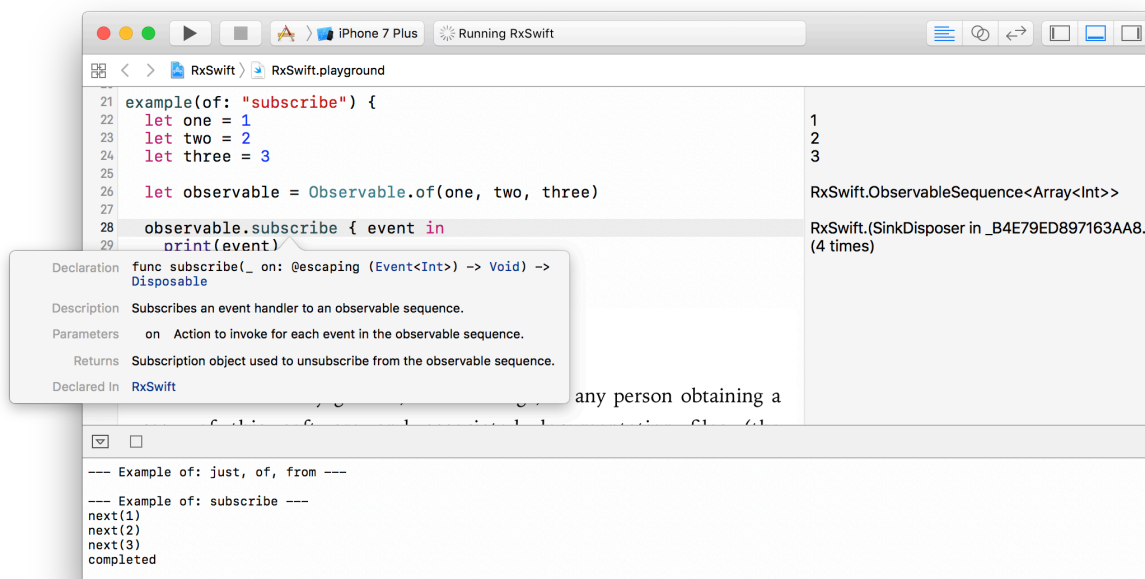 iPhone 7 Plus
Running RxSwift
RxSwift
RxSwift.playground
21 example(of: "subscribe") {
22 let one = 1
23 let two = 2
24 let three = 3
25
26 let observable = Observable.of(one, two, three)
27
28 observable.subscribe { event in
29 print(event)
1
2
3
RxSwift.ObservableSequence<Array<Int>>
RxSwift.(SinkDisposer in _B4E79ED897163AA8.
(4 times)
Declaration func subscribe(_ on: @escaping (Event<Int>) -> Void) ->
Disposable
Description Subscribes an event handler to an observable sequence.
Parameters on Action to invoke for each event in the observable sequence.
Returns Subscription object used to unsubscribe from the observable sequence.
Declared In RxSwift
any person obtaining a
--- Example of: just, of, from ---
--- Example of: subscribe ---
next(1)
next(2)
next(3)
completed